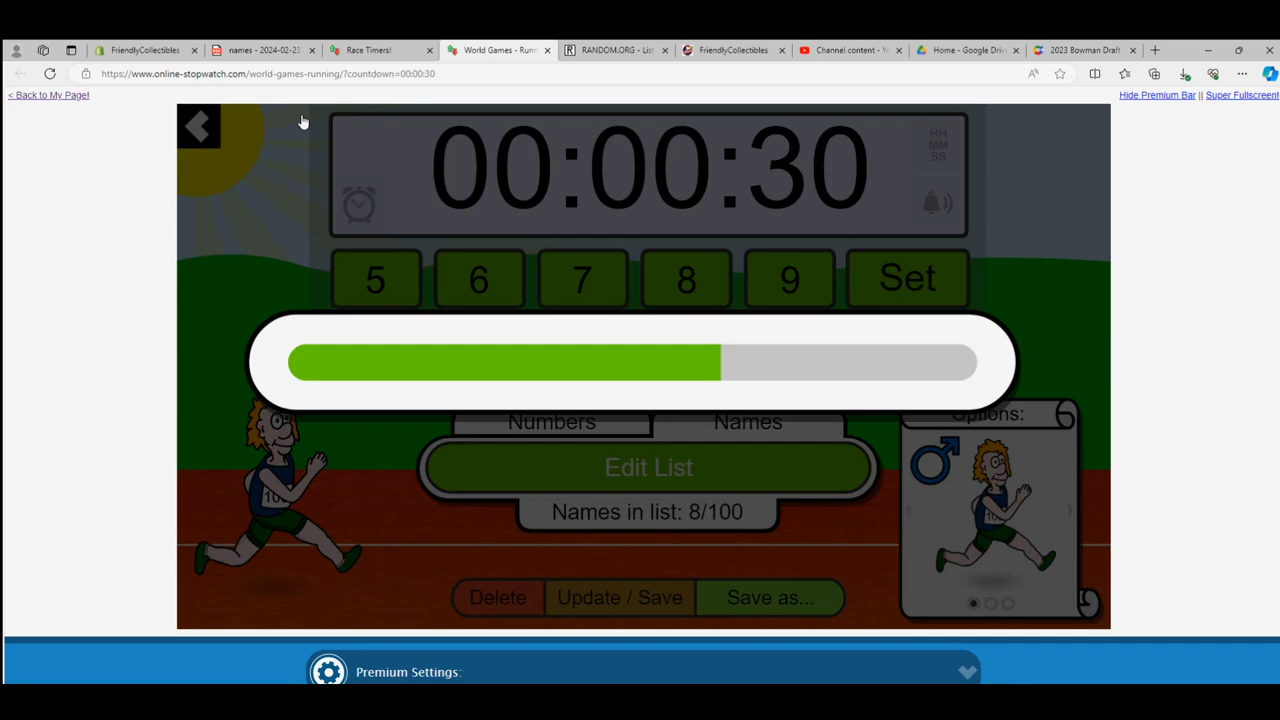 FriendlyCollectibles
names - 2024-02-23
Race Timers!
World Games - Runn
RANDOM.ORG - List
FriendlyCollectibles
Channel content - Yo
Home - Google Driv
2023 Bowman Draft
https://www.online-stopwatch.com/world-games-running/?countdown=00:00:30
< Back to My Page!
Hide Premium Bar || Super Fullscreen!
00:00:30
HH
MM
SS
5 6 7 8 9 Set
Numbers Names
Options:
Edit List
Names in list: 8/100
Delete Update / Save Save as...
Premium Settings: